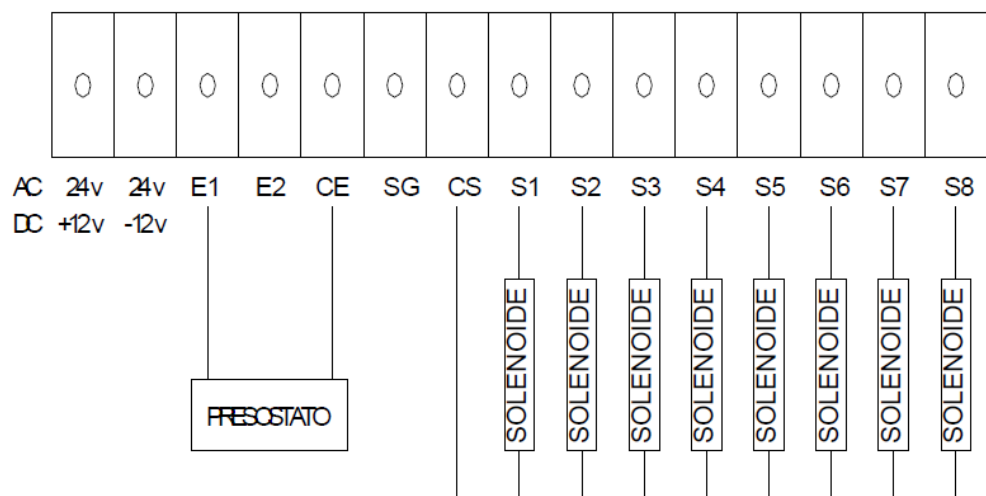 AC 24v 24v E1 E2 CE SG CS S1 S2 S3 S4 S5 S6 S7 S8
DC +12v -12v
PRESOSTATO
SOLENOIDE
SOLENOIDE
SOLENOIDE
SOLENOIDE
SOLENOIDE
SOLENOIDE
SOLENOIDE
SOLENOIDE